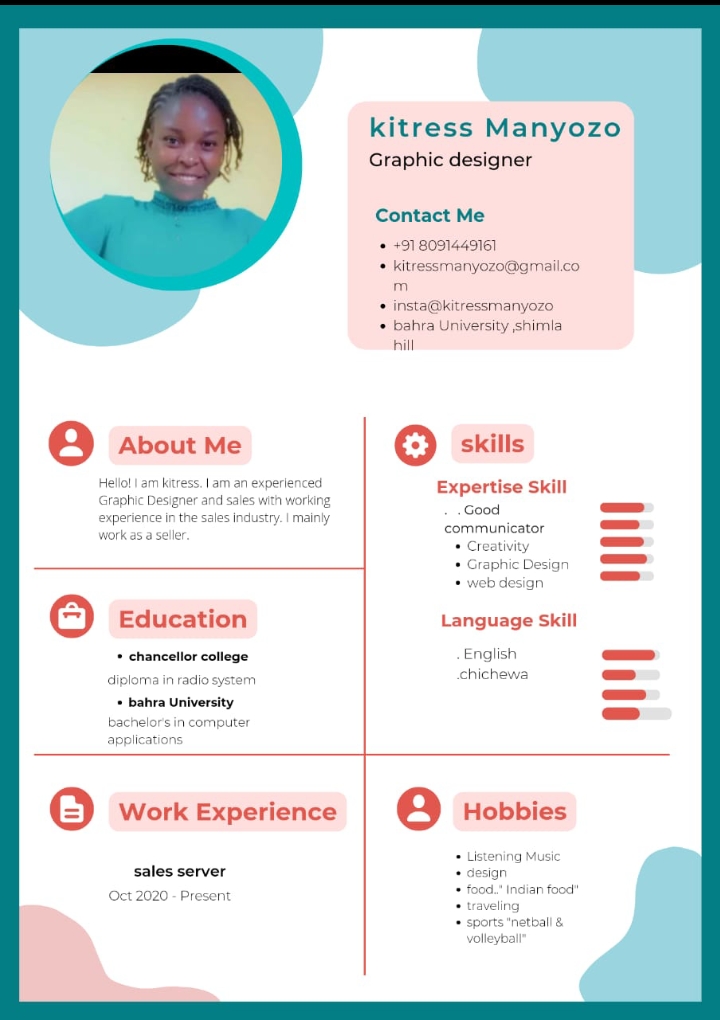 kitress Manyozo
Graphic designer
Contact Me
• +91 8091449161
• kitressmanyozo@gmail.co
m
• insta@kitressmanyozo
• bahra University ,shimla
hill
About Me
Hello! I am kitress. I am an experienced
Graphic Designer and sales with working
experience in the sales industry. I mainly
work as a seller.
Education
• chancellor college
diploma in radio system
• bahra University
bachelor's in computer
applications
Work Experience
sales server
Oct 2020 - Present
skills
Expertise Skill
. . Good
communicator
• Creativity
• Graphic Design
• web design
Language Skill
. English
.chichewa
Hobbies
• Listening Music
• design
• food.." Indian food"
• traveling
• sports "netball &
volleyball"